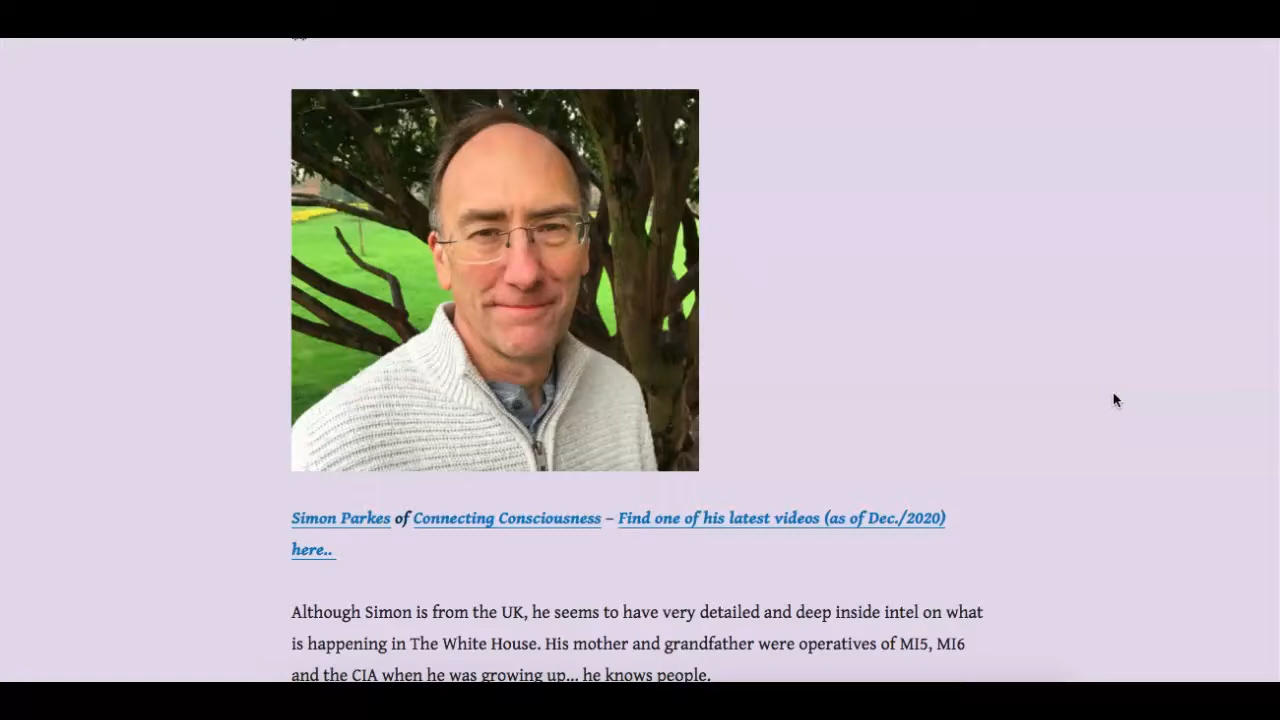 Simon Parkes of Connecting Consciousness – Find one of his latest videos (as of Dec./2020)
here..
Although Simon is from the UK, he seems to have very detailed and deep inside intel on what
is happening in The White House. His mother and grandfather were operatives of MI5, MI6
and the CIA when he was growing up... he knows people.